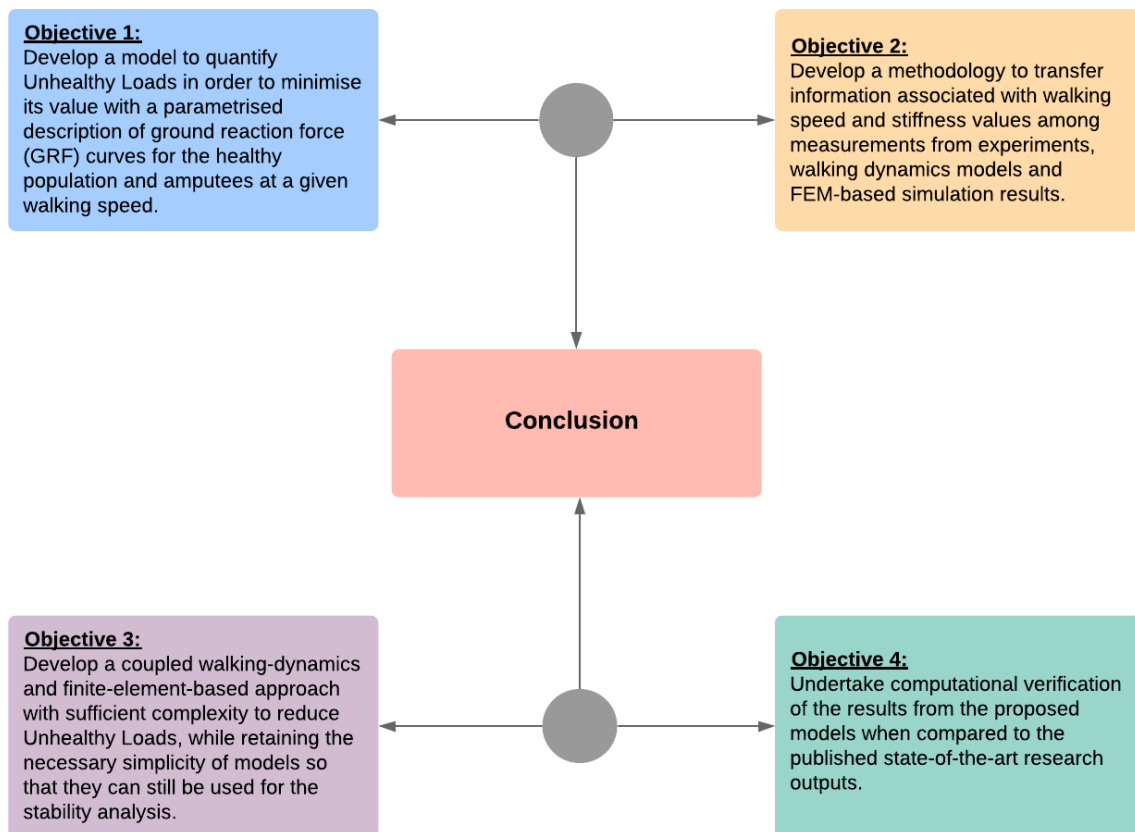 Objective 1:
Develop a model to quantify
Unhealthy Loads in order to minimise
its value with a parametrised
description of ground reaction force
(GRF) curves for the healthy
population and amputees at a given
walking speed.
Objective 2:
Develop a methodology to transfer
information associated with walking
speed and stiffness values among
measurements from experiments,
walking dynamics models and
FEM-based simulation results.
Conclusion
Objective 3:
Develop a coupled walking-dynamics
and finite-element-based approach
with sufficient complexity to reduce
Unhealthy Loads, while retaining the
necessary simplicity of models so
that they can still be used for the
stability analysis.
Objective 4:
Undertake computational verification
of the results from the proposed
models when compared to the
published state-of-the-art research
outputs.